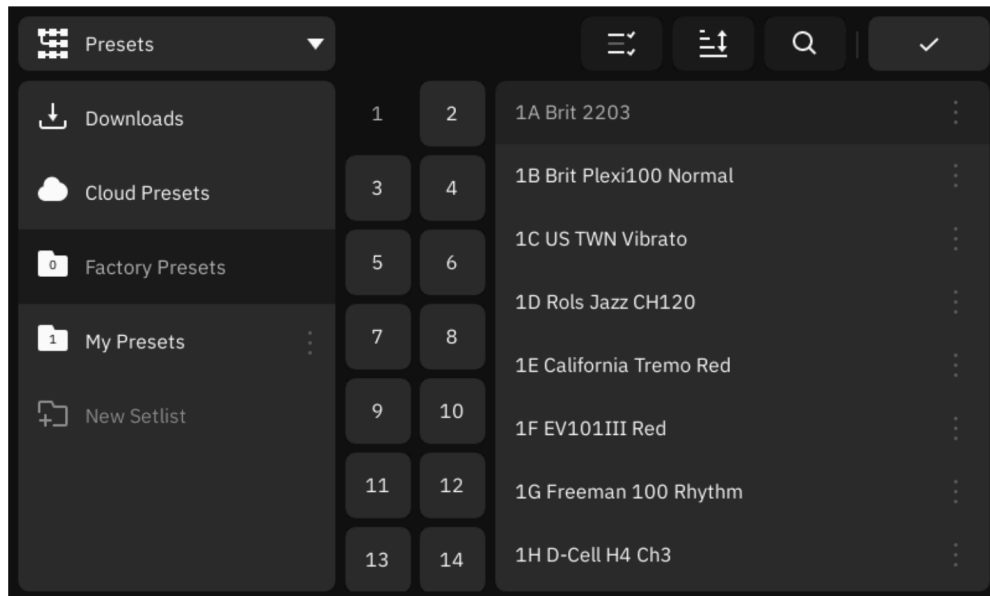 Presets
Downloads
Cloud Presets
0 Factory Presets
1 My Presets
New Setlist
1 2
3 4
5 6
7 8
9 10
11 12
13 14
1A Brit 2203
1B Brit Plexi100 Normal
1C US TWN Vibrato
1D Rols Jazz CH120
1E California Tremo Red
1F EV101III Red
1G Freeman 100 Rhythm
1H D-Cell H4 Ch3